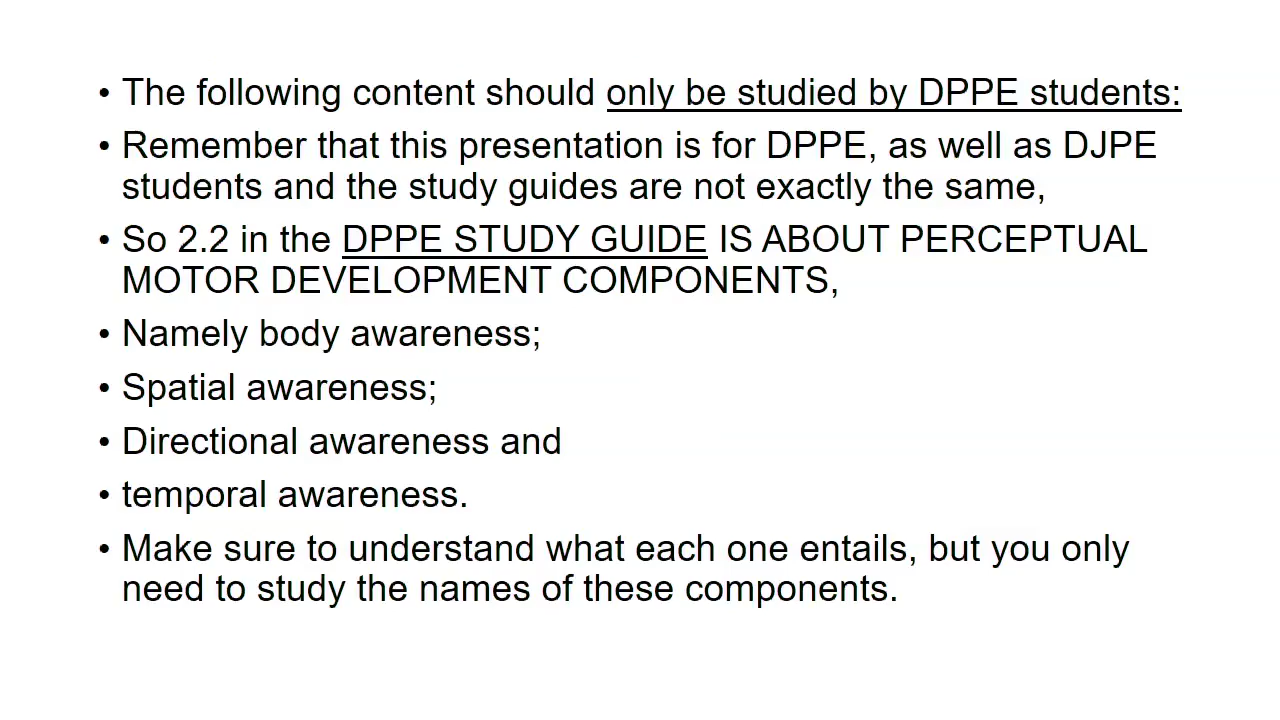 • The following content should only be studied by DPPE students:
• Remember that this presentation is for DPPE, as well as DJPE
students and the study guides are not exactly the same,
• So 2.2 in the DPPE STUDY GUIDE IS ABOUT PERCEPTUAL
MOTOR DEVELOPMENT COMPONENTS,
• Namely body awareness;
• Spatial awareness;
• Directional awareness and
• temporal awareness.
• Make sure to understand what each one entails, but you only
need to study the names of these components.